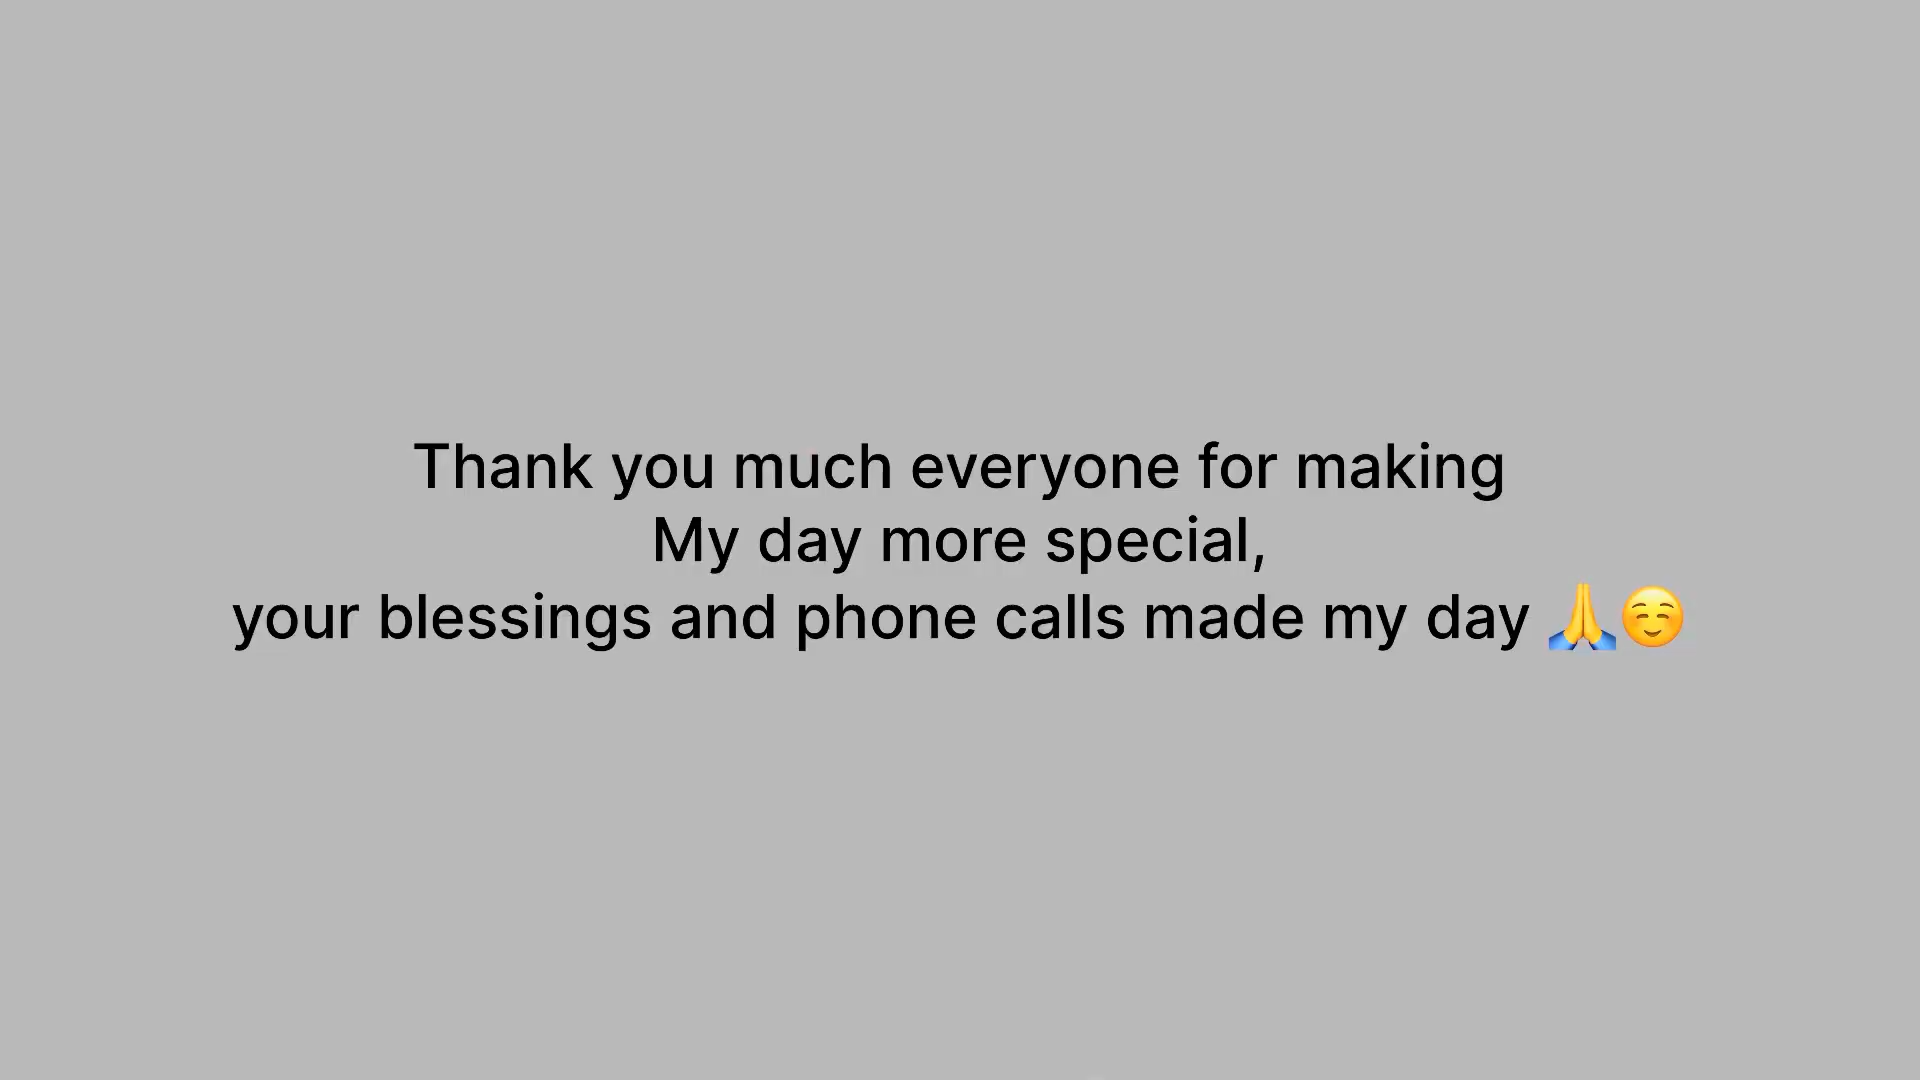 Thank you much everyone for making
My day more special,
your blessings and phone calls made my day 🙏☺️